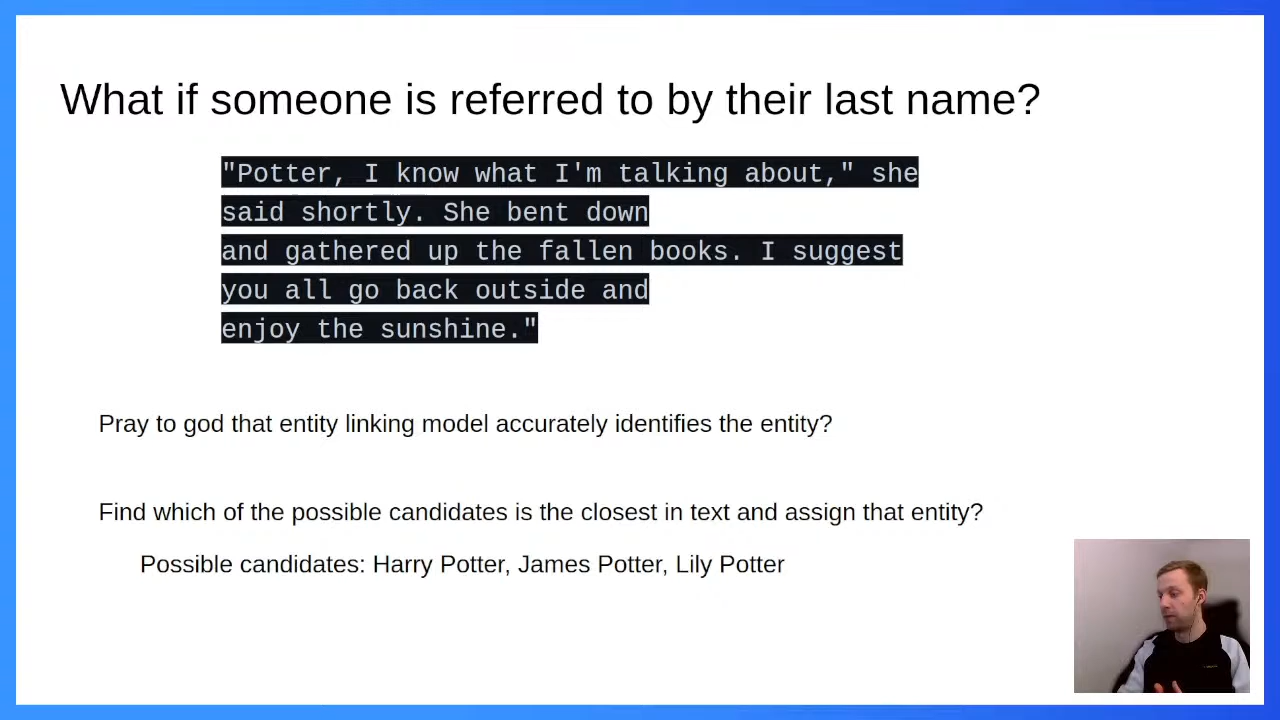 What if someone is referred to by their last name?
"Potter, I know what I'm talking about," she
said shortly. She bent down
and gathered up the fallen books. I suggest
you all go back outside and
enjoy the sunshine."
Pray to god that entity linking model accurately identifies the entity?
Find which of the possible candidates is the closest in text and assign that entity?
Possible candidates: Harry Potter, James Potter, Lily Potter